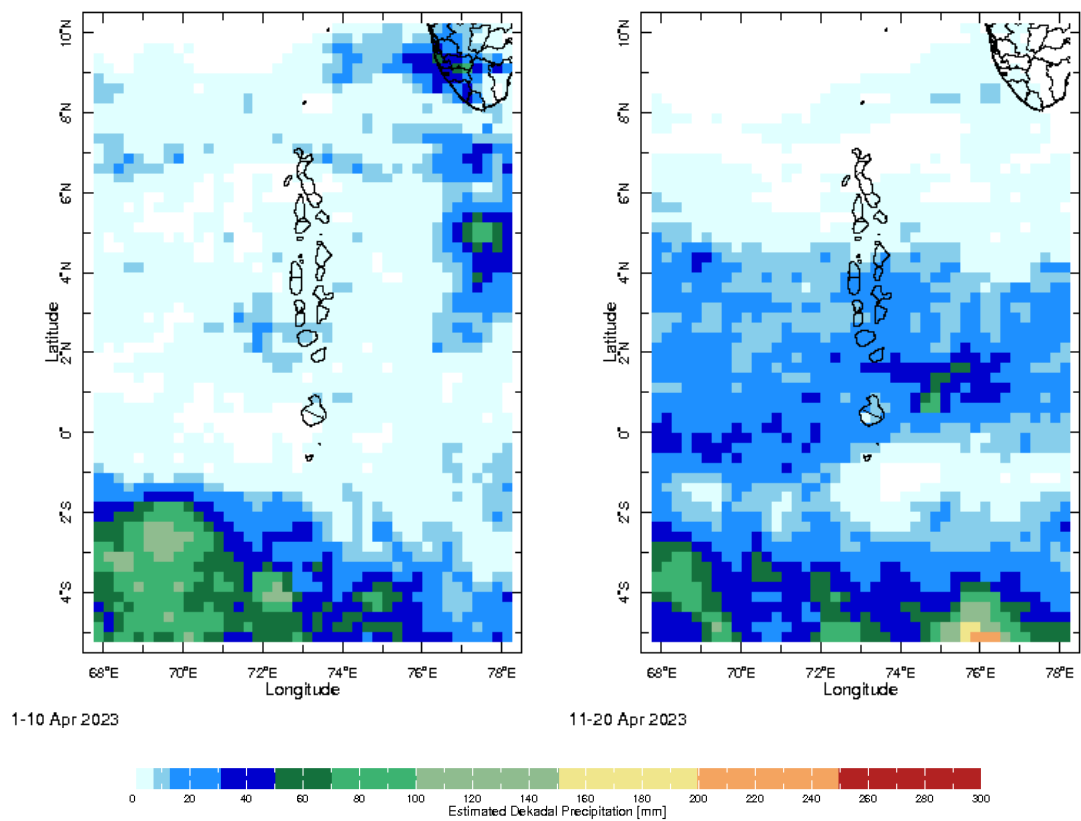 10°N
8°N
6°N
4°N
2°N
0°
2°S
4°S
Latitude
68°E 70°E 72°E 74°E 76°E 78°E
Longitude
1-10 Apr 2023
10°N
8°N
6°N
4°N
2°N
0°
2°S
4°S
Latitude
68°E 70°E 72°E 74°E 76°E 78°E
Longitude
11-20 Apr 2023
0 20 40 60 80 100 120 140 160 180 200 220 240 260 280 300
Estimated Dekadal Precipitation [mm]